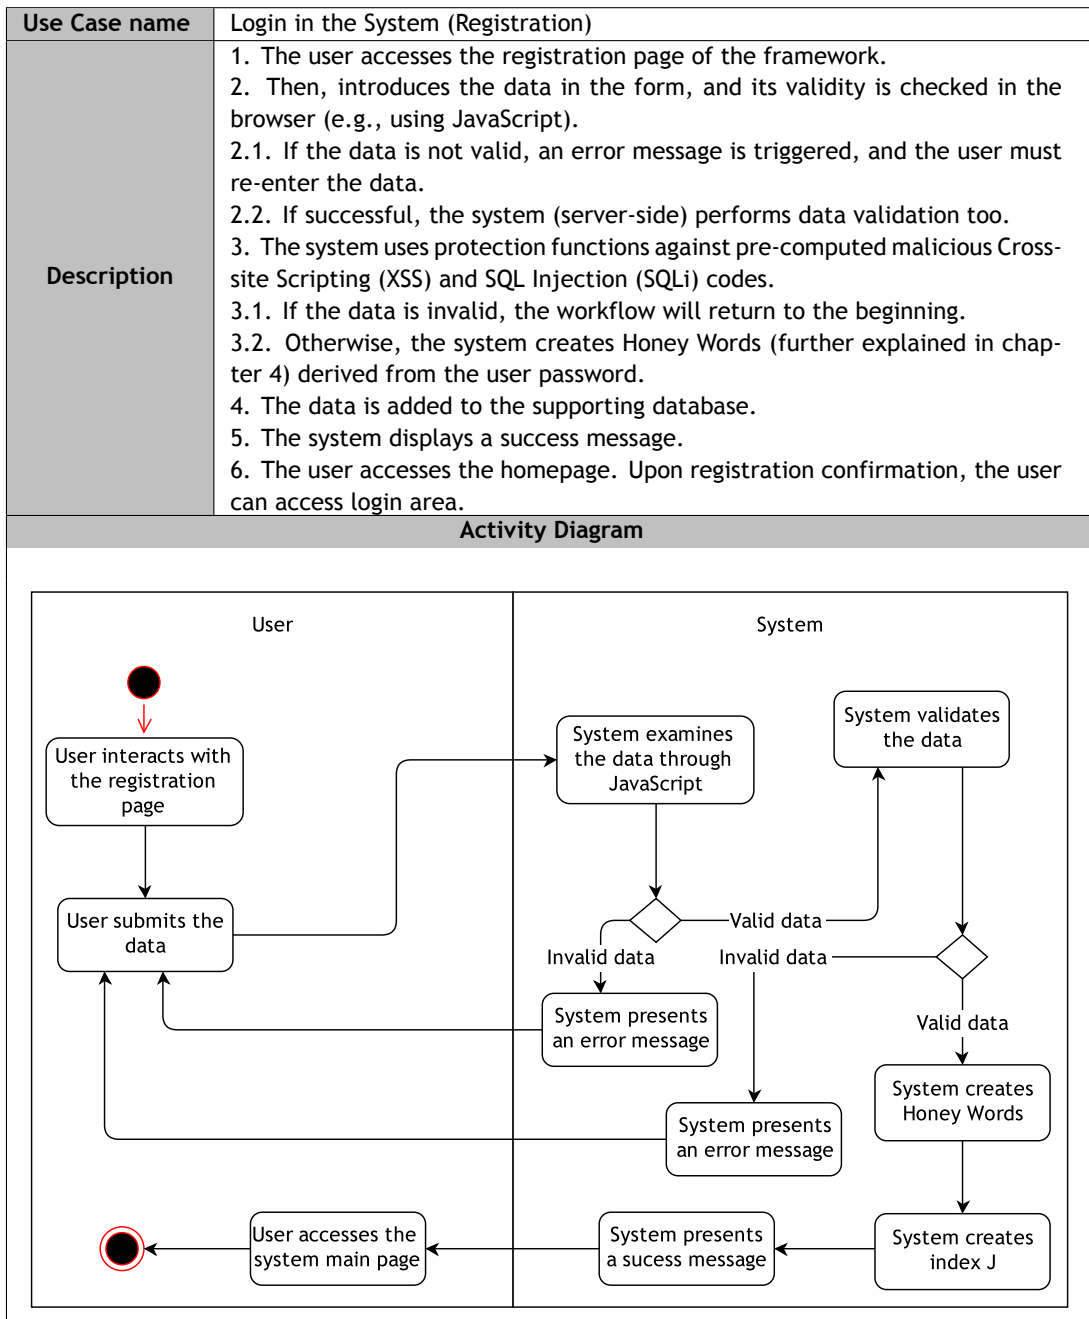 Use Case name
Login in the System (Registration)
Description
1. The user accesses the registration page of the framework.
2. Then, introduces the data in the form, and its validity is checked in the
browser (e.g., using JavaScript).
2.1. If the data is not valid, an error message is triggered, and the user must
re-enter the data.
2.2. If successful, the system (server-side) performs data validation too.
3. The system uses protection functions against pre-computed malicious Cross-
site Scripting (XSS) and SQL Injection (SQLi) codes.
3.1. If the data is invalid, the workflow will return to the beginning.
3.2. Otherwise, the system creates Honey Words (further explained in chap-
ter 4) derived from the user password.
4. The data is added to the supporting database.
5. The system displays a success message.
6. The user accesses the homepage. Upon registration confirmation, the user
can access login area.
Activity Diagram
User
System
User interacts with
the registration
page
User submits the
data
System examines
the data through
JavaScript
System validates
the data
Valid data
Invalid data
Invalid data
System presents
an error message
Valid data
System creates
Honey Words
System presents
an error message
System creates
index J
System presents
a sucess message
User accesses the
system main page